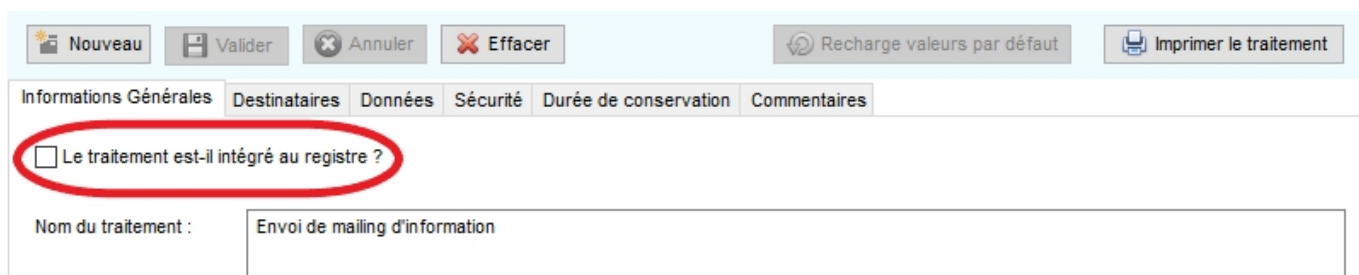 Nouveau Valider Annuler Effacer Recharge valeurs par défaut Imprimer le traitement
Informations Générales Destinataires Données Sécurité Durée de conservation Commentaires
Le traitement est-il intégré au registre ?
Nom du traitement : Envoi de mailing d'information